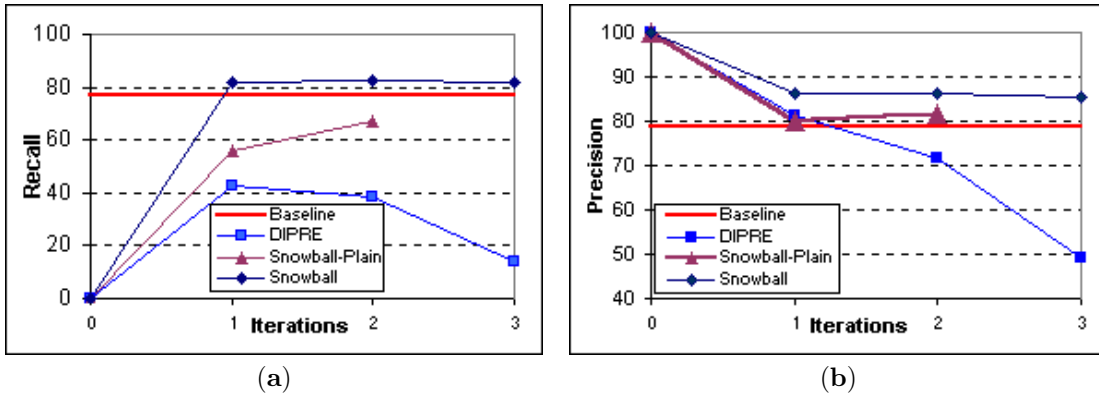 100
80
60
40
20
0
Recall
Baseline
DIPRE
Snowball-Plain
Snowball
0 1 2 3
Iterations
(a)
100
90
80
70
60
50
40
Precision
Baseline
DIPRE
Snowball-Plain
Snowball
0 1 2 3
Iterations
(b)